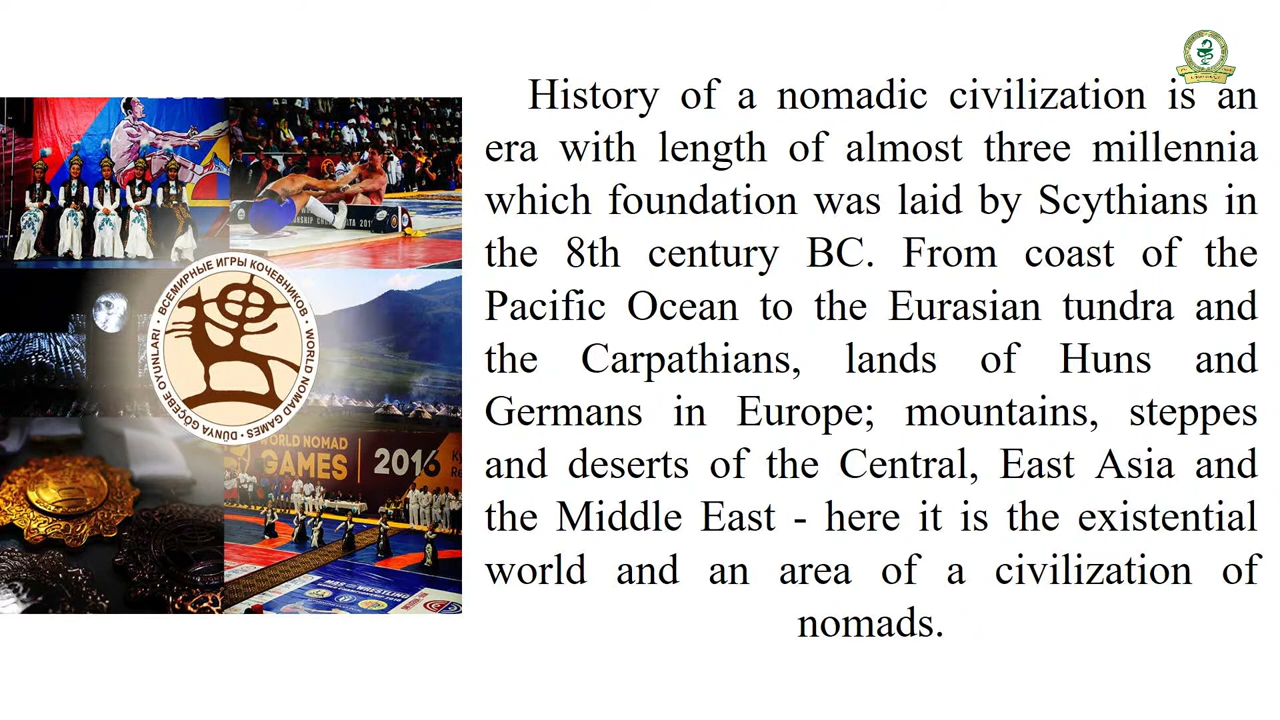 History of a nomadic civilization is an
era with length of almost three millennia
which foundation was laid by Scythians in
the 8th century BC. From coast of the
Pacific Ocean to the Eurasian tundra and
the Carpathians, lands of Huns and
Germans in Europe; mountains, steppes
and deserts of the Central, East Asia and
the Middle East - here it is the existential
world and an area of a civilization of
nomads.
ВСЕМИРНЫЕ ИГРЫ КОЧЕВНИКОВ · WORLD NOMAD GAMES · DÜNYA GÖÇEBE OYUNLARI ·
WORLD NOMAD
GAMES 2016
MAS WRESTLING